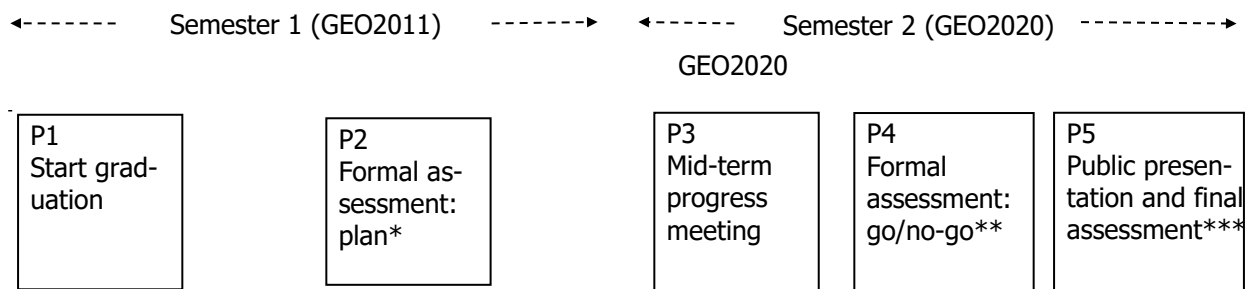 Semester 1 (GEO2011)
Semester 2 (GEO2020)
GEO2020
P1
Start grad-
uation
P2
Formal as-
sessment:
plan*
P3
Mid-term
progress
meeting
P4
Formal
assessment:
go/no-go**
P5
Public presen-
tation and final
assessment***